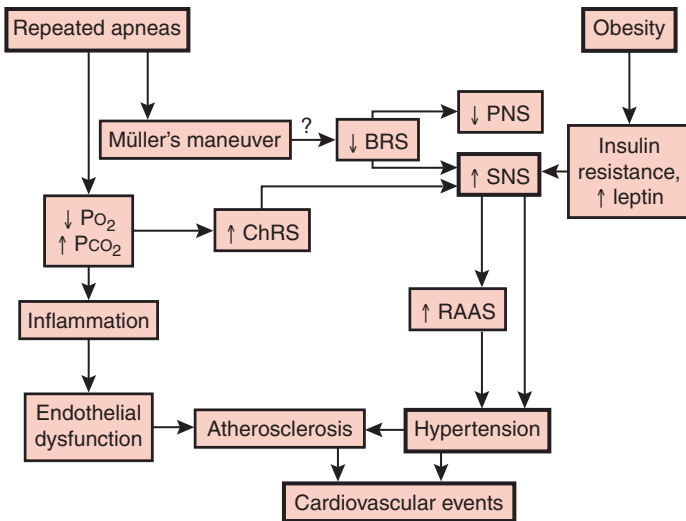 Repeated apneas
Obesity
Müller's maneuver
?
↓ BRS
↓ PNS
↑ SNS
Insulin
resistance,
↑ leptin
↓ PO₂
↑ PCO₂
↑ ChRS
Inflammation
↑ RAAS
Endothelial
dysfunction
Atherosclerosis
Hypertension
Cardiovascular events